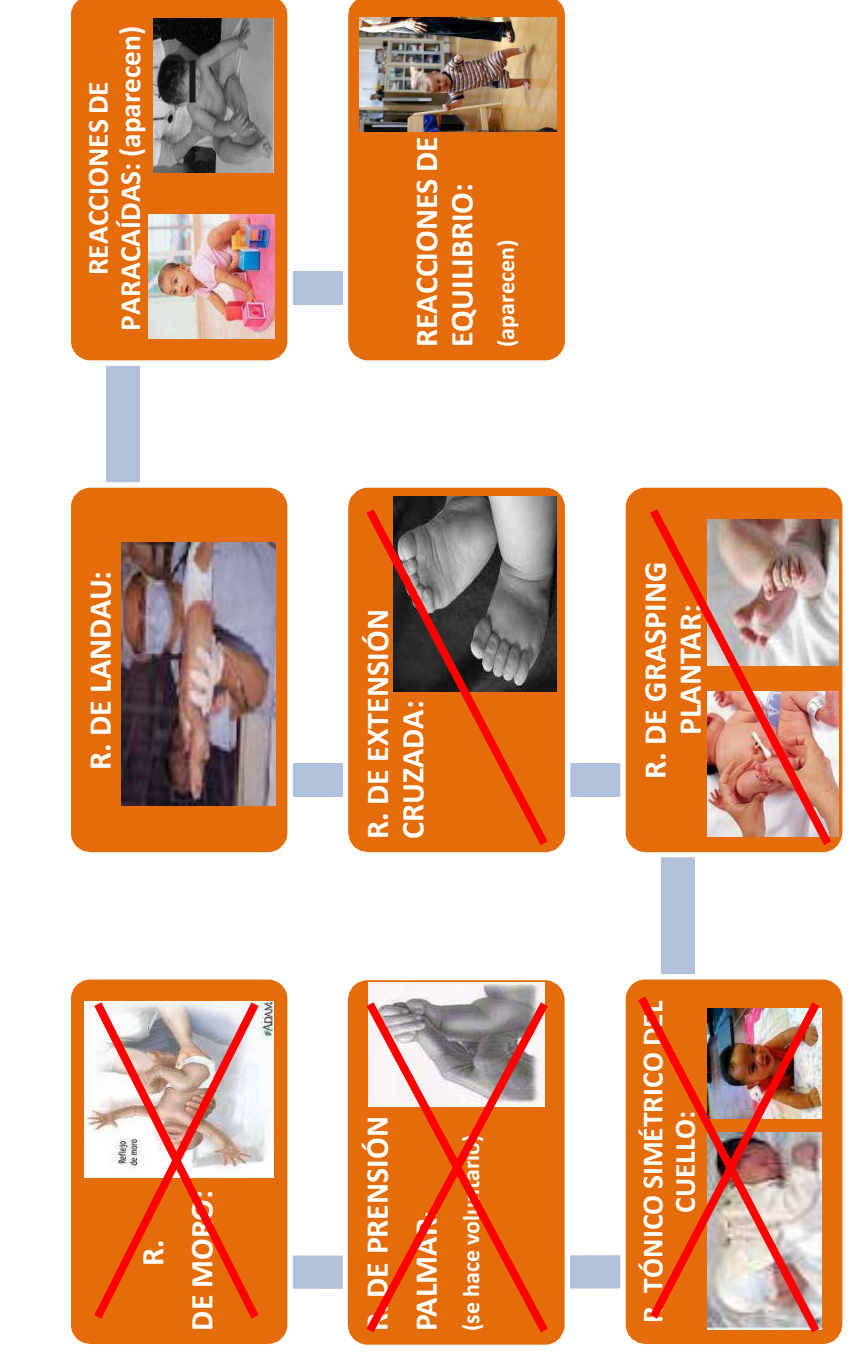 R.
DE MORO:
Reflejo
de moro
ADAM
R. DE PRENSIÓN
PALMAR:
(se hace voluntario)
R. TÓNICO SIMÉTRICO DEL
CUELLO:
R. DE GRASPING
PLANTAR:
R. DE EXTENSIÓN
CRUZADA:
R. DE LANDAU:
REACCIONES DE
PARACAÍDAS: (aparecen)
REACCIONES DE
EQUILIBRIO:
(aparecen)